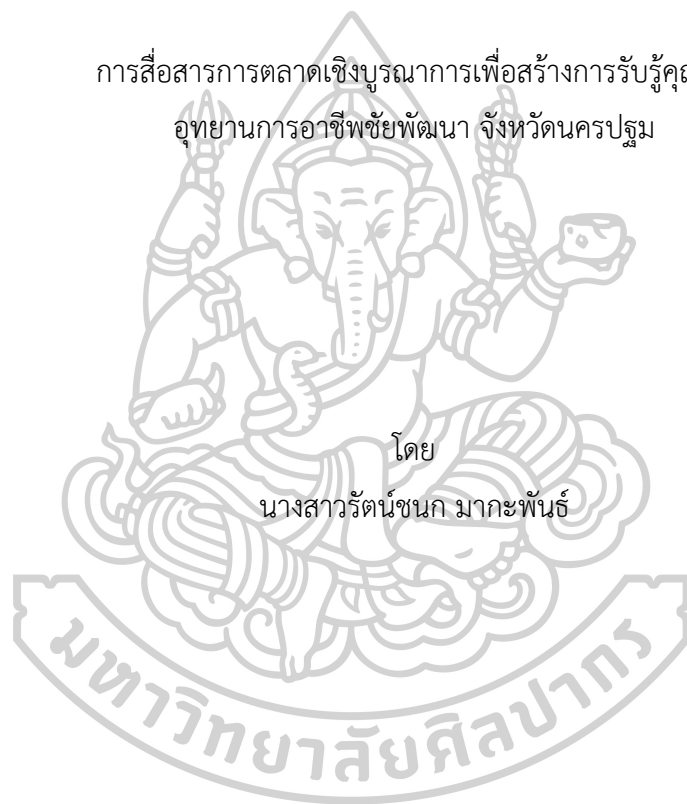 การสื่อสารการตลาดเชิงบูรณาการเพื่อสร้างการรับรู้
อุทยานการอาชีพชัยพัฒนา จังหวัดนครปฐม
โดย
นางสาวรัตน์ชนก มากะพันธ์
มหาวิทยาลัยศิลปากร